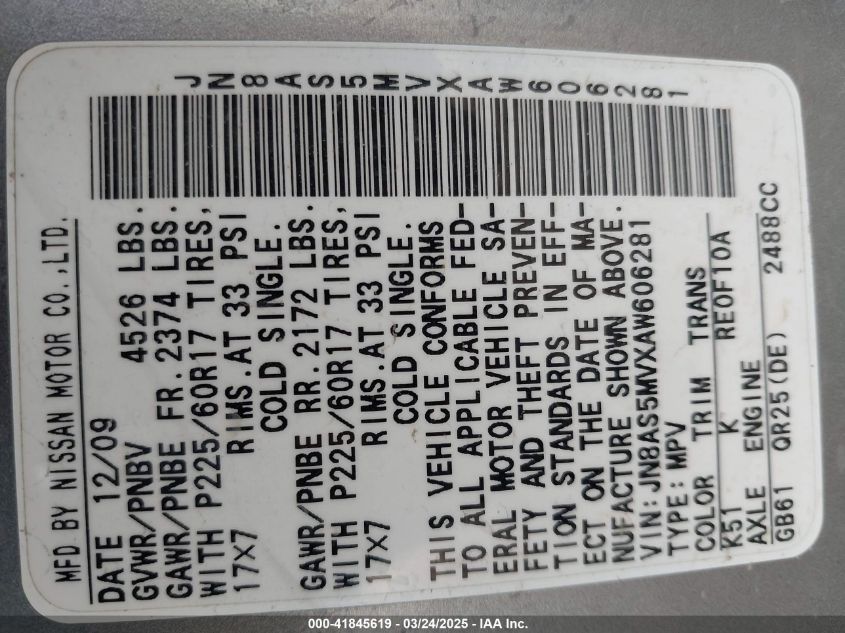 MFD BY NISSAN MOTOR CO.,LTD.
DATE 12/09
GVWR/PNBV 4526 LBS.
GAWR/PNBE FR.2374 LBS.
WITH P225/60R17 TIRES,
17X7 RIMS.AT 33 PSI
COLD SINGLE.
GAWR/PNBE RR.2172 LBS.
WITH P225/60R17 TIRES,
17X7 RIMS.AT 33 PSI
COLD SINGLE.
THIS VEHICLE CONFORMS
TO ALL APPLICABLE FED-
ERAL MOTOR VEHICLE SA-
FETY AND THEFT PREVEN-
TION STANDARDS IN EFF-
ECT ON THE DATE OF MA-
NUFACTURE SHOWN ABOVE.
VIN:JN8AS5MVXAW606281
TYPE:MPV
COLOR TRIM TRANS
K51 K RE0F10A
AXLE ENGINE
GB61 QR25(DE) 2488CC
JN8AS5MVXAW606281
000-41845619 - 03/24/2025 - IAA Inc.